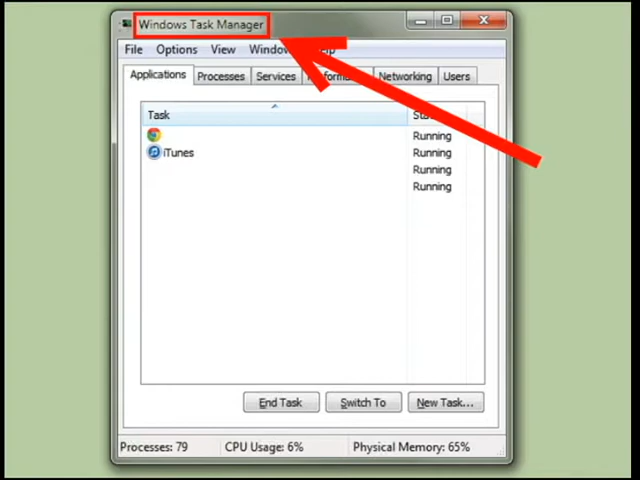 Windows Task Manager
File Options View Windows
Applications Processes Services Networking Users
Task
Running
iTunes Running
Running
Running
End Task Switch To New Task...
Processes: 79 CPU Usage: 6% Physical Memory: 65%